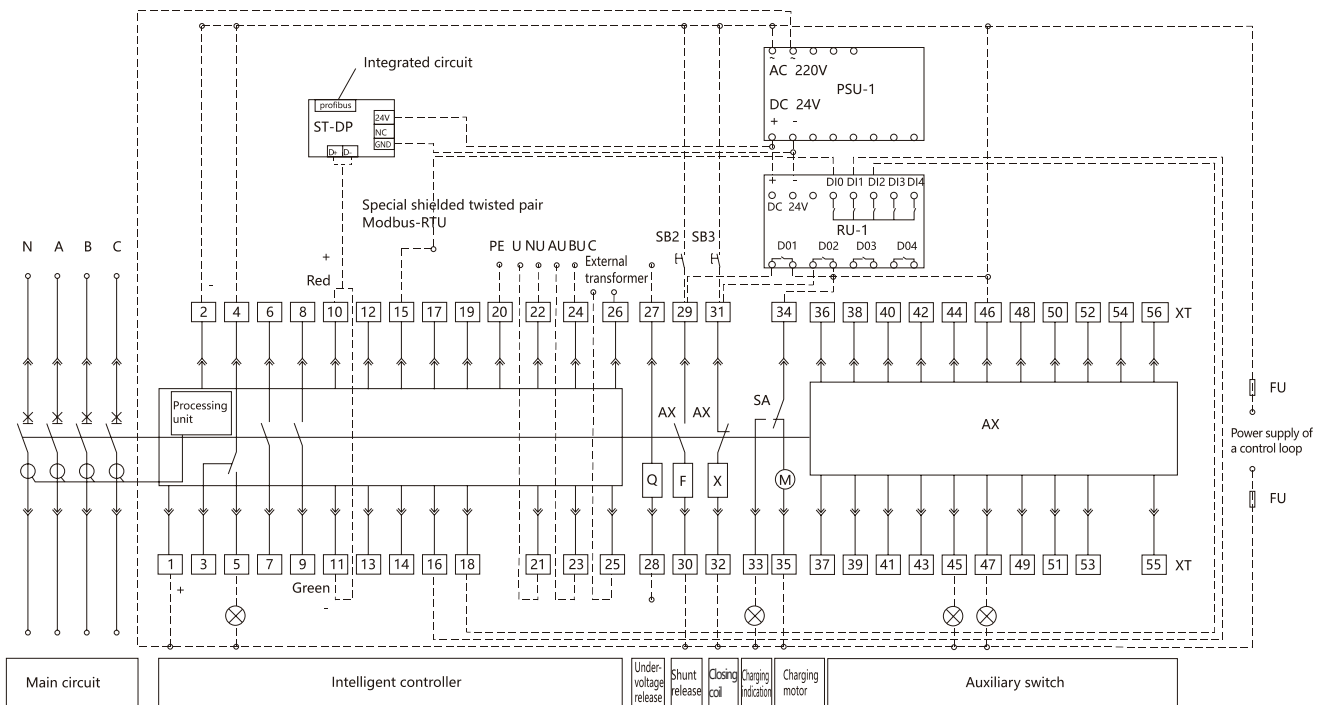 Integrated circuit
profibus
ST-DP
24V
NC
GND
D+ D-
~ ~
AC 220V
PSU-1
DC 24V
+ -
+ - DI0 DI1 DI2 DI3 DI4
DC 24V
RU-1
D01 D02 D03 D04
Special shielded twisted pair
Modbus-RTU
N A B C
+
Red
-
PE U NU AU BU C
External
transformer
SB2 SB3
2 4 6 8 10 12 15 17 19 20 22 24 26 27 29 31 34 36 38 40 42 44 46 48 50 52 54 56 XT
Processing
unit
AX AX
SA
AX
Q F X M
FU
Power supply of
a control loop
FU
1 3 5 7 9 11 13 14 16 18 21 23 25 28 30 32 33 35 37 39 41 43 45 47 49 51 53 55 XT
+
Green
-
Main circuit
Intelligent controller
Under-
voltage
release
Shunt
release
Closing
coil
Charging
indication
Charging
motor
Auxiliary switch